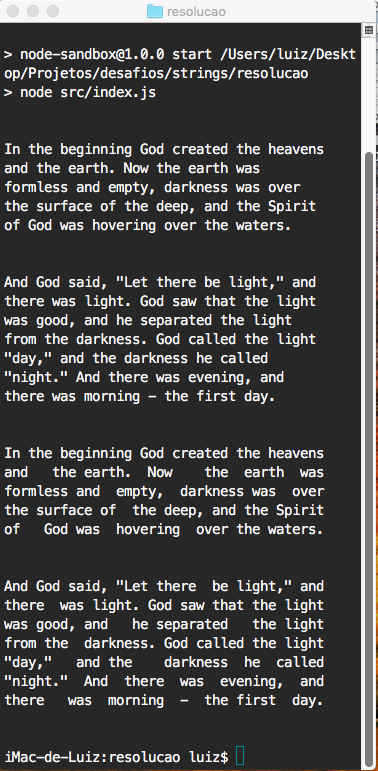 resolucao
> node-sandbox@1.0.0 start /Users/luiz/Deskt
op/Projetos/desafios/strings/resolucao
> node src/index.js
In the beginning God created the heavens
and the earth. Now the earth was
formless and empty, darkness was over
the surface of the deep, and the Spirit
of God was hovering over the waters.
And God said, "Let there be light," and
there was light. God saw that the light
was good, and he separated the light
from the darkness. God called the light
"day," and the darkness he called
"night." And there was evening, and
there was morning - the first day.
In the beginning God created the heavens
and   the earth.  Now    the  earth  was
formless and  empty,  darkness was  over
the surface of  the deep, and the Spirit
of   God was  hovering  over the waters.
And God said, "Let there  be light," and
there  was light. God saw that the light
was good, and   he separated   the light
from the  darkness. God called the light
"day,"   and the    darkness  he  called
"night."  And  there  was  evening,  and
there   was  morning  -  the first  day.
iMac-de-Luiz:resolucao luiz$